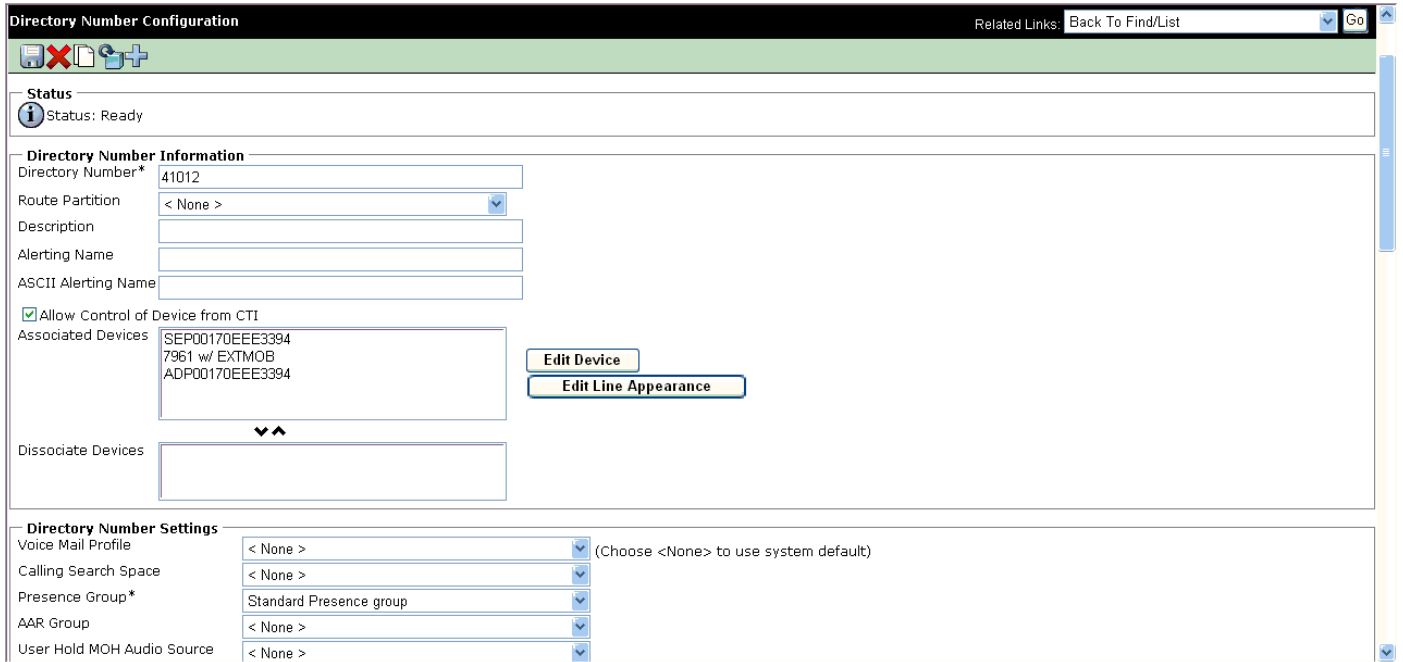 Directory Number Configuration
Related Links: Back To Find/List Go
Status
Status: Ready
Directory Number Information
Directory Number* 41012
Route Partition < None >
Description
Alerting Name
ASCII Alerting Name
Allow Control of Device from CTI
Associated Devices
SEP00170EEE3394
7961 w/ EXTMOB
ADP00170EEE3394
Edit Device
Edit Line Appearance
Dissociate Devices
Directory Number Settings
Voice Mail Profile < None > (Choose <None> to use system default)
Calling Search Space < None >
Presence Group* Standard Presence group
AAR Group < None >
User Hold MOH Audio Source < None >